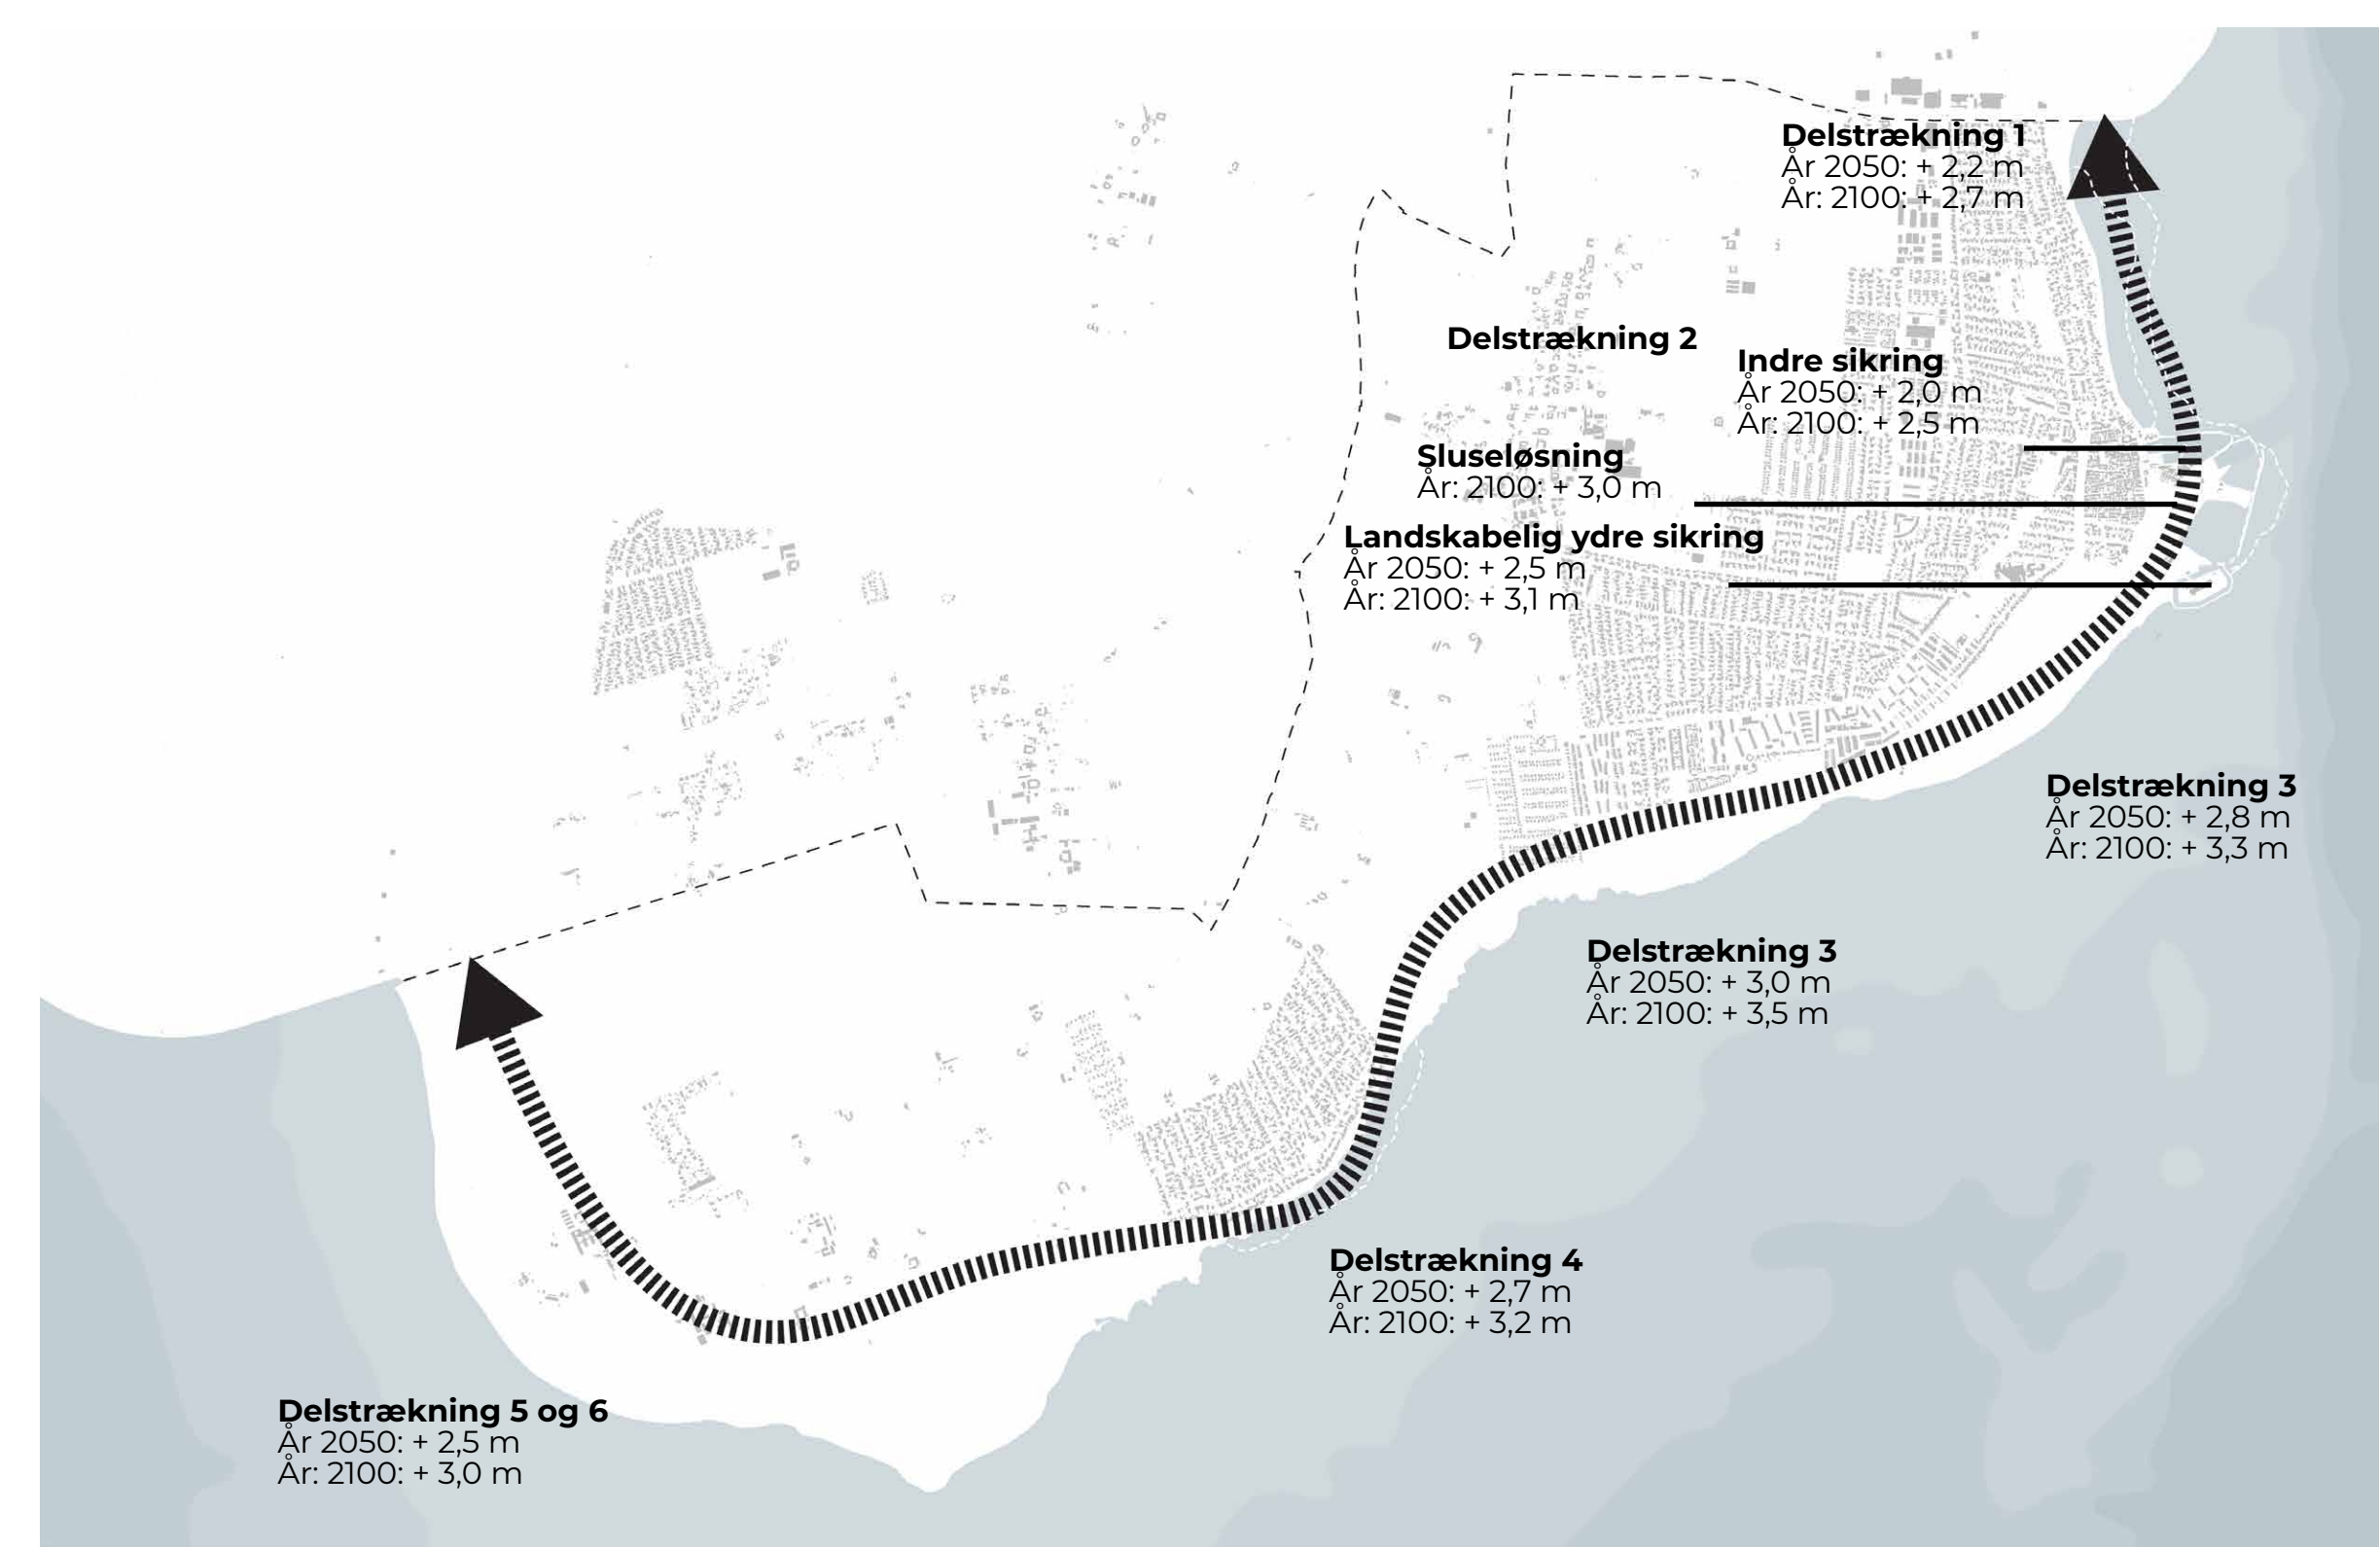 Delstrækning 1
År 2050: + 2,2 m
År: 2100: + 2,7 m
Delstrækning 2
Indre sikring
År 2050: + 2,0 m
År: 2100: + 2,5 m
Sluseløsning
År: 2100: + 3,0 m
Landskabelig ydre sikring
År 2050: + 2,5 m
År: 2100: + 3,1 m
Delstrækning 3
År 2050: + 2,8 m
År: 2100: + 3,3 m
Delstrækning 3
År 2050: + 3,0 m
År: 2100: + 3,5 m
Delstrækning 4
År 2050: + 2,7 m
År: 2100: + 3,2 m
Delstrækning 5 og 6
År 2050: + 2,5 m
År: 2100: + 3,0 m